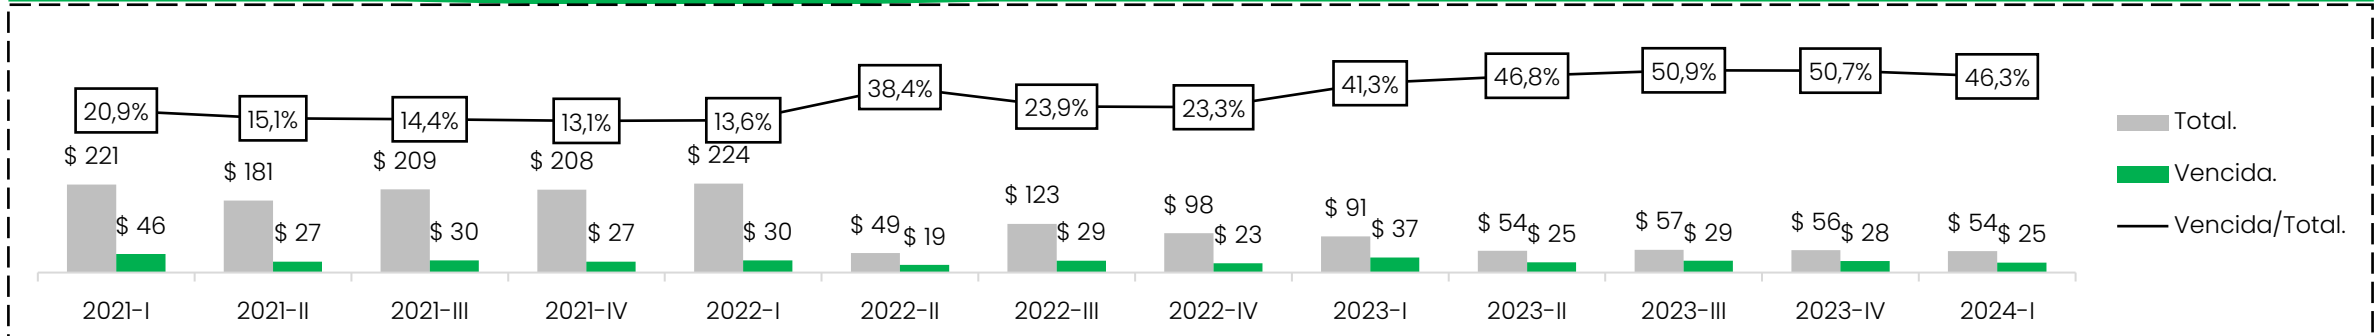 20,9% 15,1% 14,4% 13,1% 13,6% 38,4% 23,9% 23,3% 41,3% 46,8% 50,9% 50,7% 46,3%
$ 221 $ 181 $ 209 $ 208 $ 224 $ 49 $ 123 $ 98 $ 91 $ 54 $ 57 $ 56 $ 54
$ 46 $ 27 $ 30 $ 27 $ 30 $ 19 $ 29 $ 23 $ 37 $ 25 $ 29 $ 28 $ 25
2021-I 2021-II 2021-III 2021-IV 2022-I 2022-II 2022-III 2022-IV 2023-I 2023-II 2023-III 2023-IV 2024-I
Total.
Vencida.
Vencida/Total.